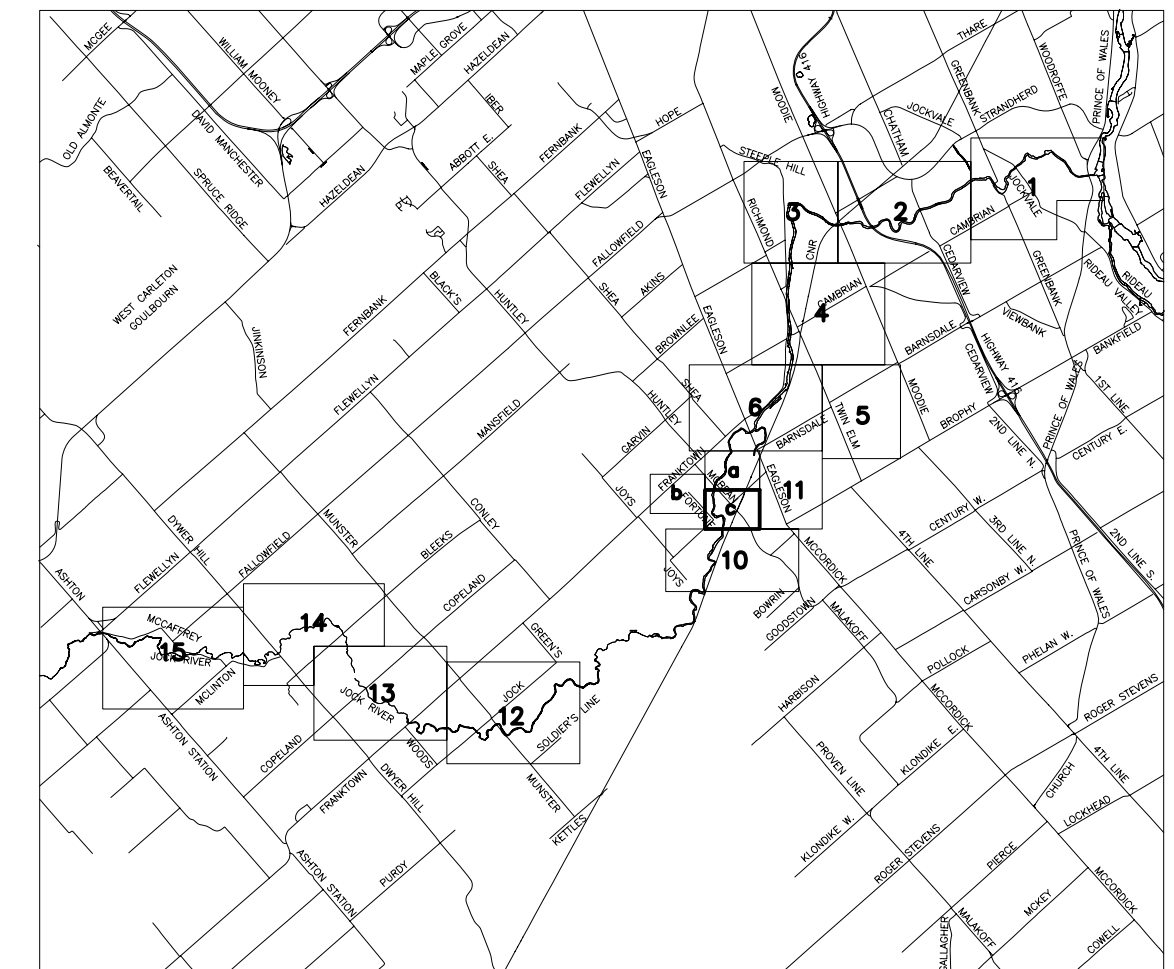 MCGEE
WILLIAM MOONEY
MAPLE GROVE
HAZELDEAN
THARE
WOODROFFE
PRINCE OF WALES
OLD ALMONTE
DAVID MANCHESTER
IBER
HOPE
MOODIE
HIGHWAY 416
GREENBANK
JOCKVALE
STRANDHERD
CHATHAM
BEAVERTAIL
SPRUCE RIDGE
HAZELDEAN
ABBOTT E.
SHEA
FERNBANK
FLEWELLYN
EAGLESON
STEEPLE HILL
JOCKVALE
1
2
3
RICHMOND
CNR
CAMBRIAN
CEDARVIEW
GREENBANK
RIDEAU VALLEY
RIDEAU
WEST CARLETON
GOULBOURN
FALLOWFIELD
BLACK'S
HUNTLEY
FERNBANK
SHEA
AKINS
EAGLESON
CAMBRIAN
4
VIEWBANK
BANKFIELD
JINKINSON
BROWNLEE
BARNSDALE
CEDARVIEW
HIGHWAY 416
PRINCE OF WALES
FLEWELLYN
MANSFIELD
HUNTLEY
SHEA
6
5
TWIN ELM
MOODIE
BROPHY
1ST LINE
GARVIN
BARNSDALE
2ND LINE N.
CENTURY E.
FRANKTOWN
JOYS
a
b
c
FORTUNE
EAGLESON
11
CONLEY
BLEEKS
MUNSTER
DYWER HILL
FALLOWFIELD
FLEWELLYN
CENTURY W.
3RD LINE N.
4TH LINE
2ND LINE S.
PRINCE OF WALES
10
JOYS
MCCORDICK
CARSONBY W.
ASHTON
COPELAND
BOWRIN
GOODSTOWN
MALAKOFF
MCCAFFREY
14
15
JOCK RIVER
MCLINTON
GREEN'S
PHELAN W.
POLLOCK
HARBISON
MCCORDICK
ROGER STEVENS
13
JOCK RIVER
JOCK
12
SOLDIER'S LINE
ASHTON STATION
COPELAND
WOODS
DWYER HILL
FRANKTOWN
MUNSTER
KETTLES
PROVEN LINE
KLONDIKE E.
4TH LINE
CHURCH
LOCKHEAD
KLONDIKE W.
ROGER STEVENS
PIERCE
ASHTON STATION
PURDY
MCKEY
MCCORDICK
MALAKOFF
COWELL